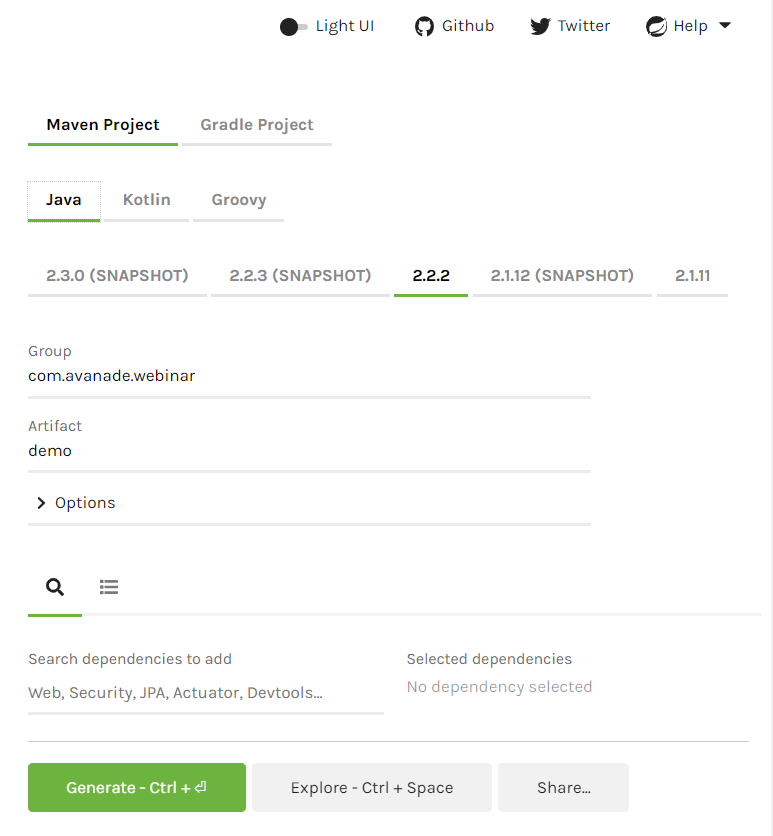 Light UI Github Twitter Help
Maven Project Gradle Project
Java Kotlin Groovy
2.3.0 (SNAPSHOT) 2.2.3 (SNAPSHOT) 2.2.2 2.1.12 (SNAPSHOT) 2.1.11
Group
com.avanade.webinar
Artifact
demo
Options
Search dependencies to add
Web, Security, JPA, Actuator, Devtools...
Selected dependencies
No dependency selected
Generate - Ctrl + ⏎ Explore - Ctrl + Space Share...